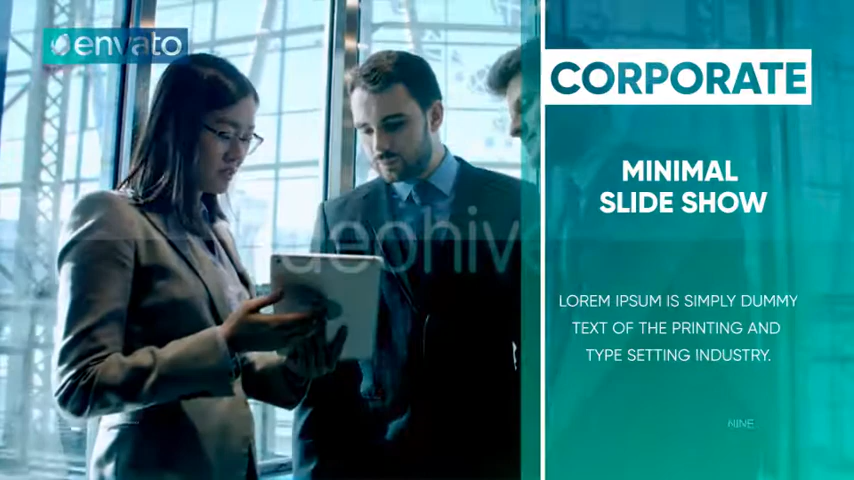 envato
CORPORATE
MINIMAL
SLIDE SHOW
videohive
LOREM IPSUM IS SIMPLY DUMMY
TEXT OF THE PRINTING AND
TYPE SETTING INDUSTRY.
NINE